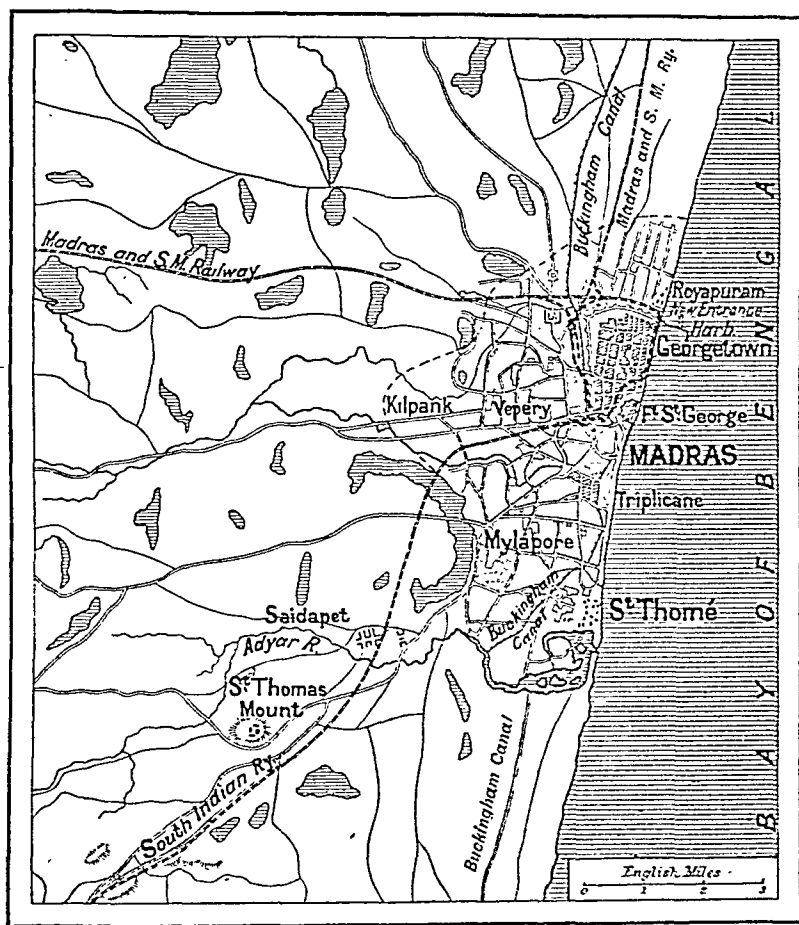 Buckingham Canal
Madras and S. M. Ry.
Madras and S.M. Railway
Royapuram
New Entrance
Harb.
Georgetown
Kilpank
Vepery
Ft. St. George
MADRAS
Triplicane
Mylapore
Buckingham
Canal
St. Thomé
Saidapet
Adyar R.
St. Thomas
Mount
South Indian Ry.
Buckingham Canal
BAY OF BENGAL
English Miles
0 1 2 3